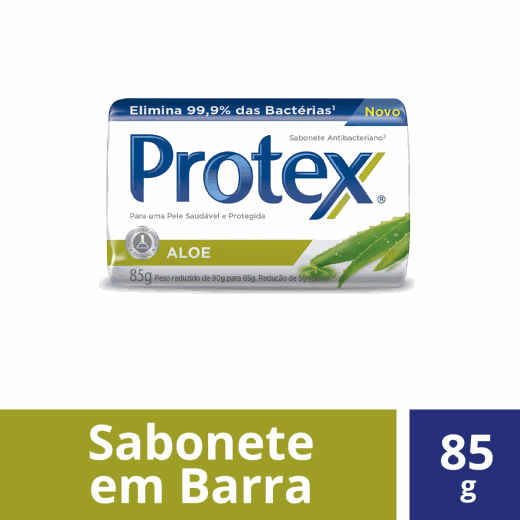 Elimina 99,9% das Bactérias¹ Novo
Sabonete Antibacteriano²
Protex®
Para uma Pele Saudável e Protegida
ALOE
85g Peso reduzido de 90g para 85g. Redução de 5g
Sabonete
em Barra
85
g